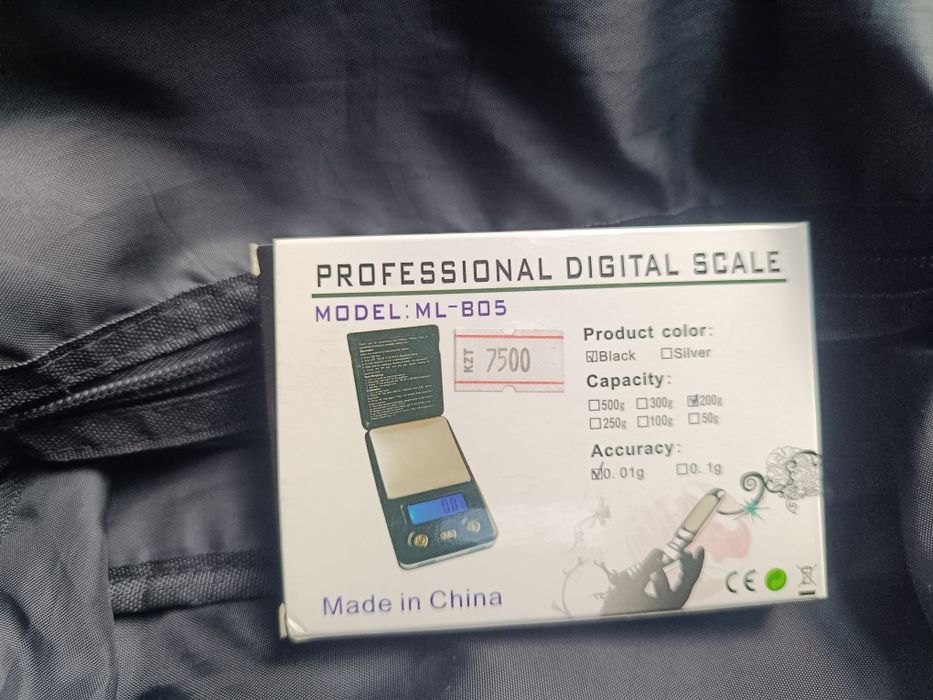 PROFESSIONAL DIGITAL SCALE
MODEL:ML-B05
KZT 7500
Product color:
☑Black ☐Silver
Capacity:
☐500g ☐300g ☑200g
☐250g ☐100g ☐50g
Accuracy:
☑0.01g ☐0.1g
Made in China
CE